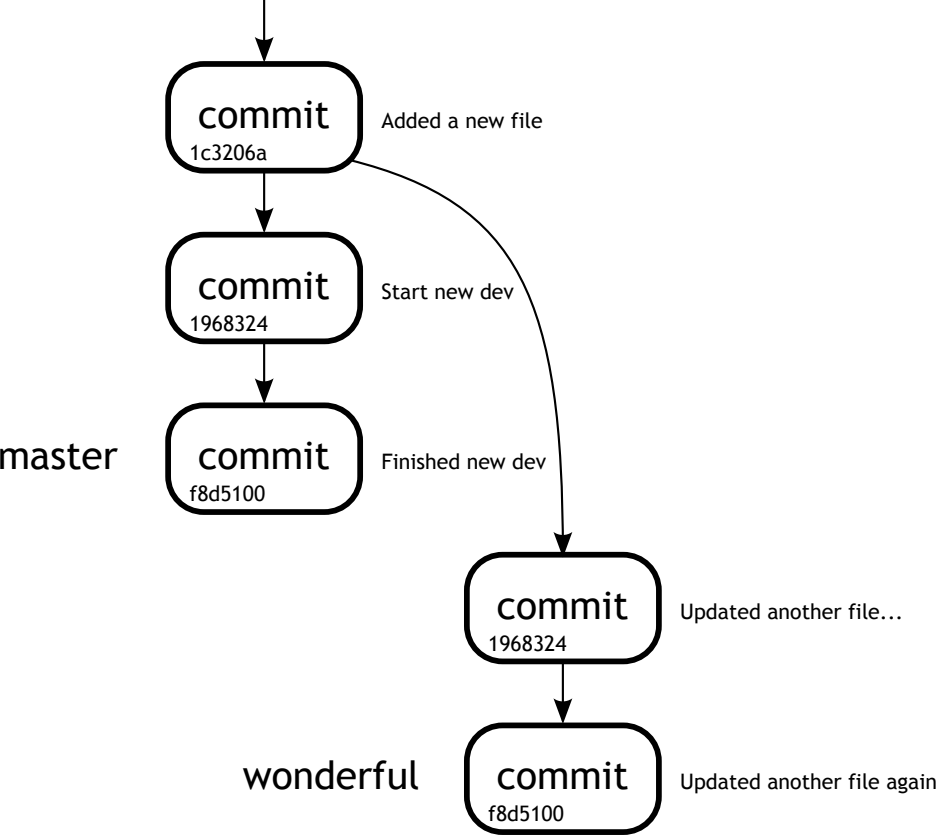 commit
1c3206a
Added a new file
commit
1968324
Start new dev
master
commit
f8d5100
Finished new dev
commit
1968324
Updated another file...
wonderful
commit
f8d5100
Updated another file again